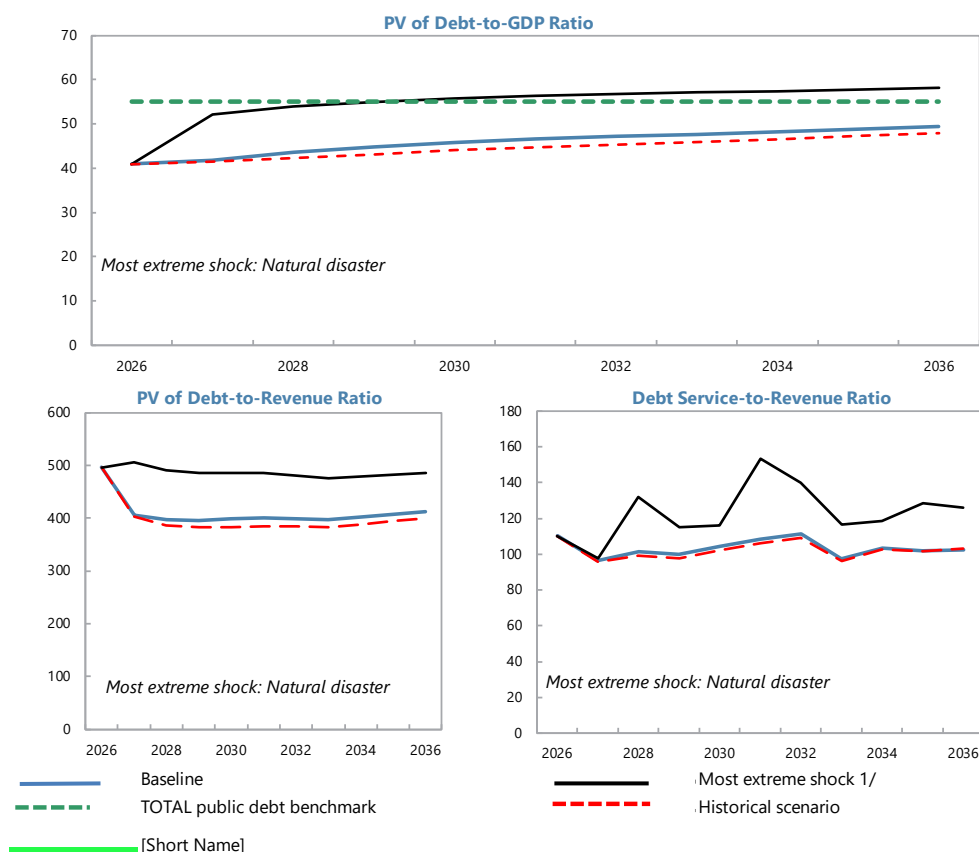 PV of Debt-to-GDP Ratio
70
60
50
40
30
20
10
0
Most extreme shock: Natural disaster
2026 2028 2030 2032 2034 2036
PV of Debt-to-Revenue Ratio
600
500
400
300
200
100
0
Most extreme shock: Natural disaster
2026 2028 2030 2032 2034 2036
Debt Service-to-Revenue Ratio
180
160
140
120
100
80
60
40
20
0
Most extreme shock: Natural disaster
2026 2028 2030 2032 2034 2036
Baseline
TOTAL public debt benchmark
[Short Name]
Most extreme shock 1/
Historical scenario